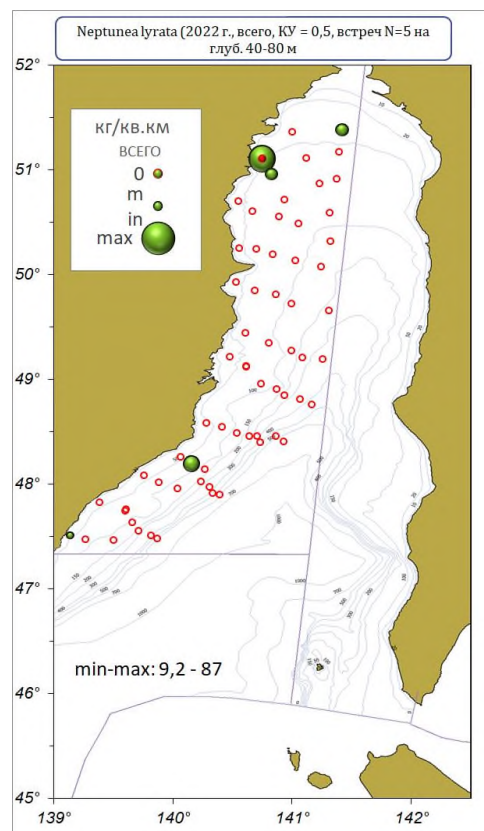 Neptunea lyrata (2022 г., всего, КУ = 0,5, встреч N=5 на
глуб. 40-80 м
52°
кг/кв.км
ВСЕГО
0
m
in
max
51°
50°
49°
48°
47°
min-max: 9,2 - 87
46°
45°
139°
140°
141°
142°